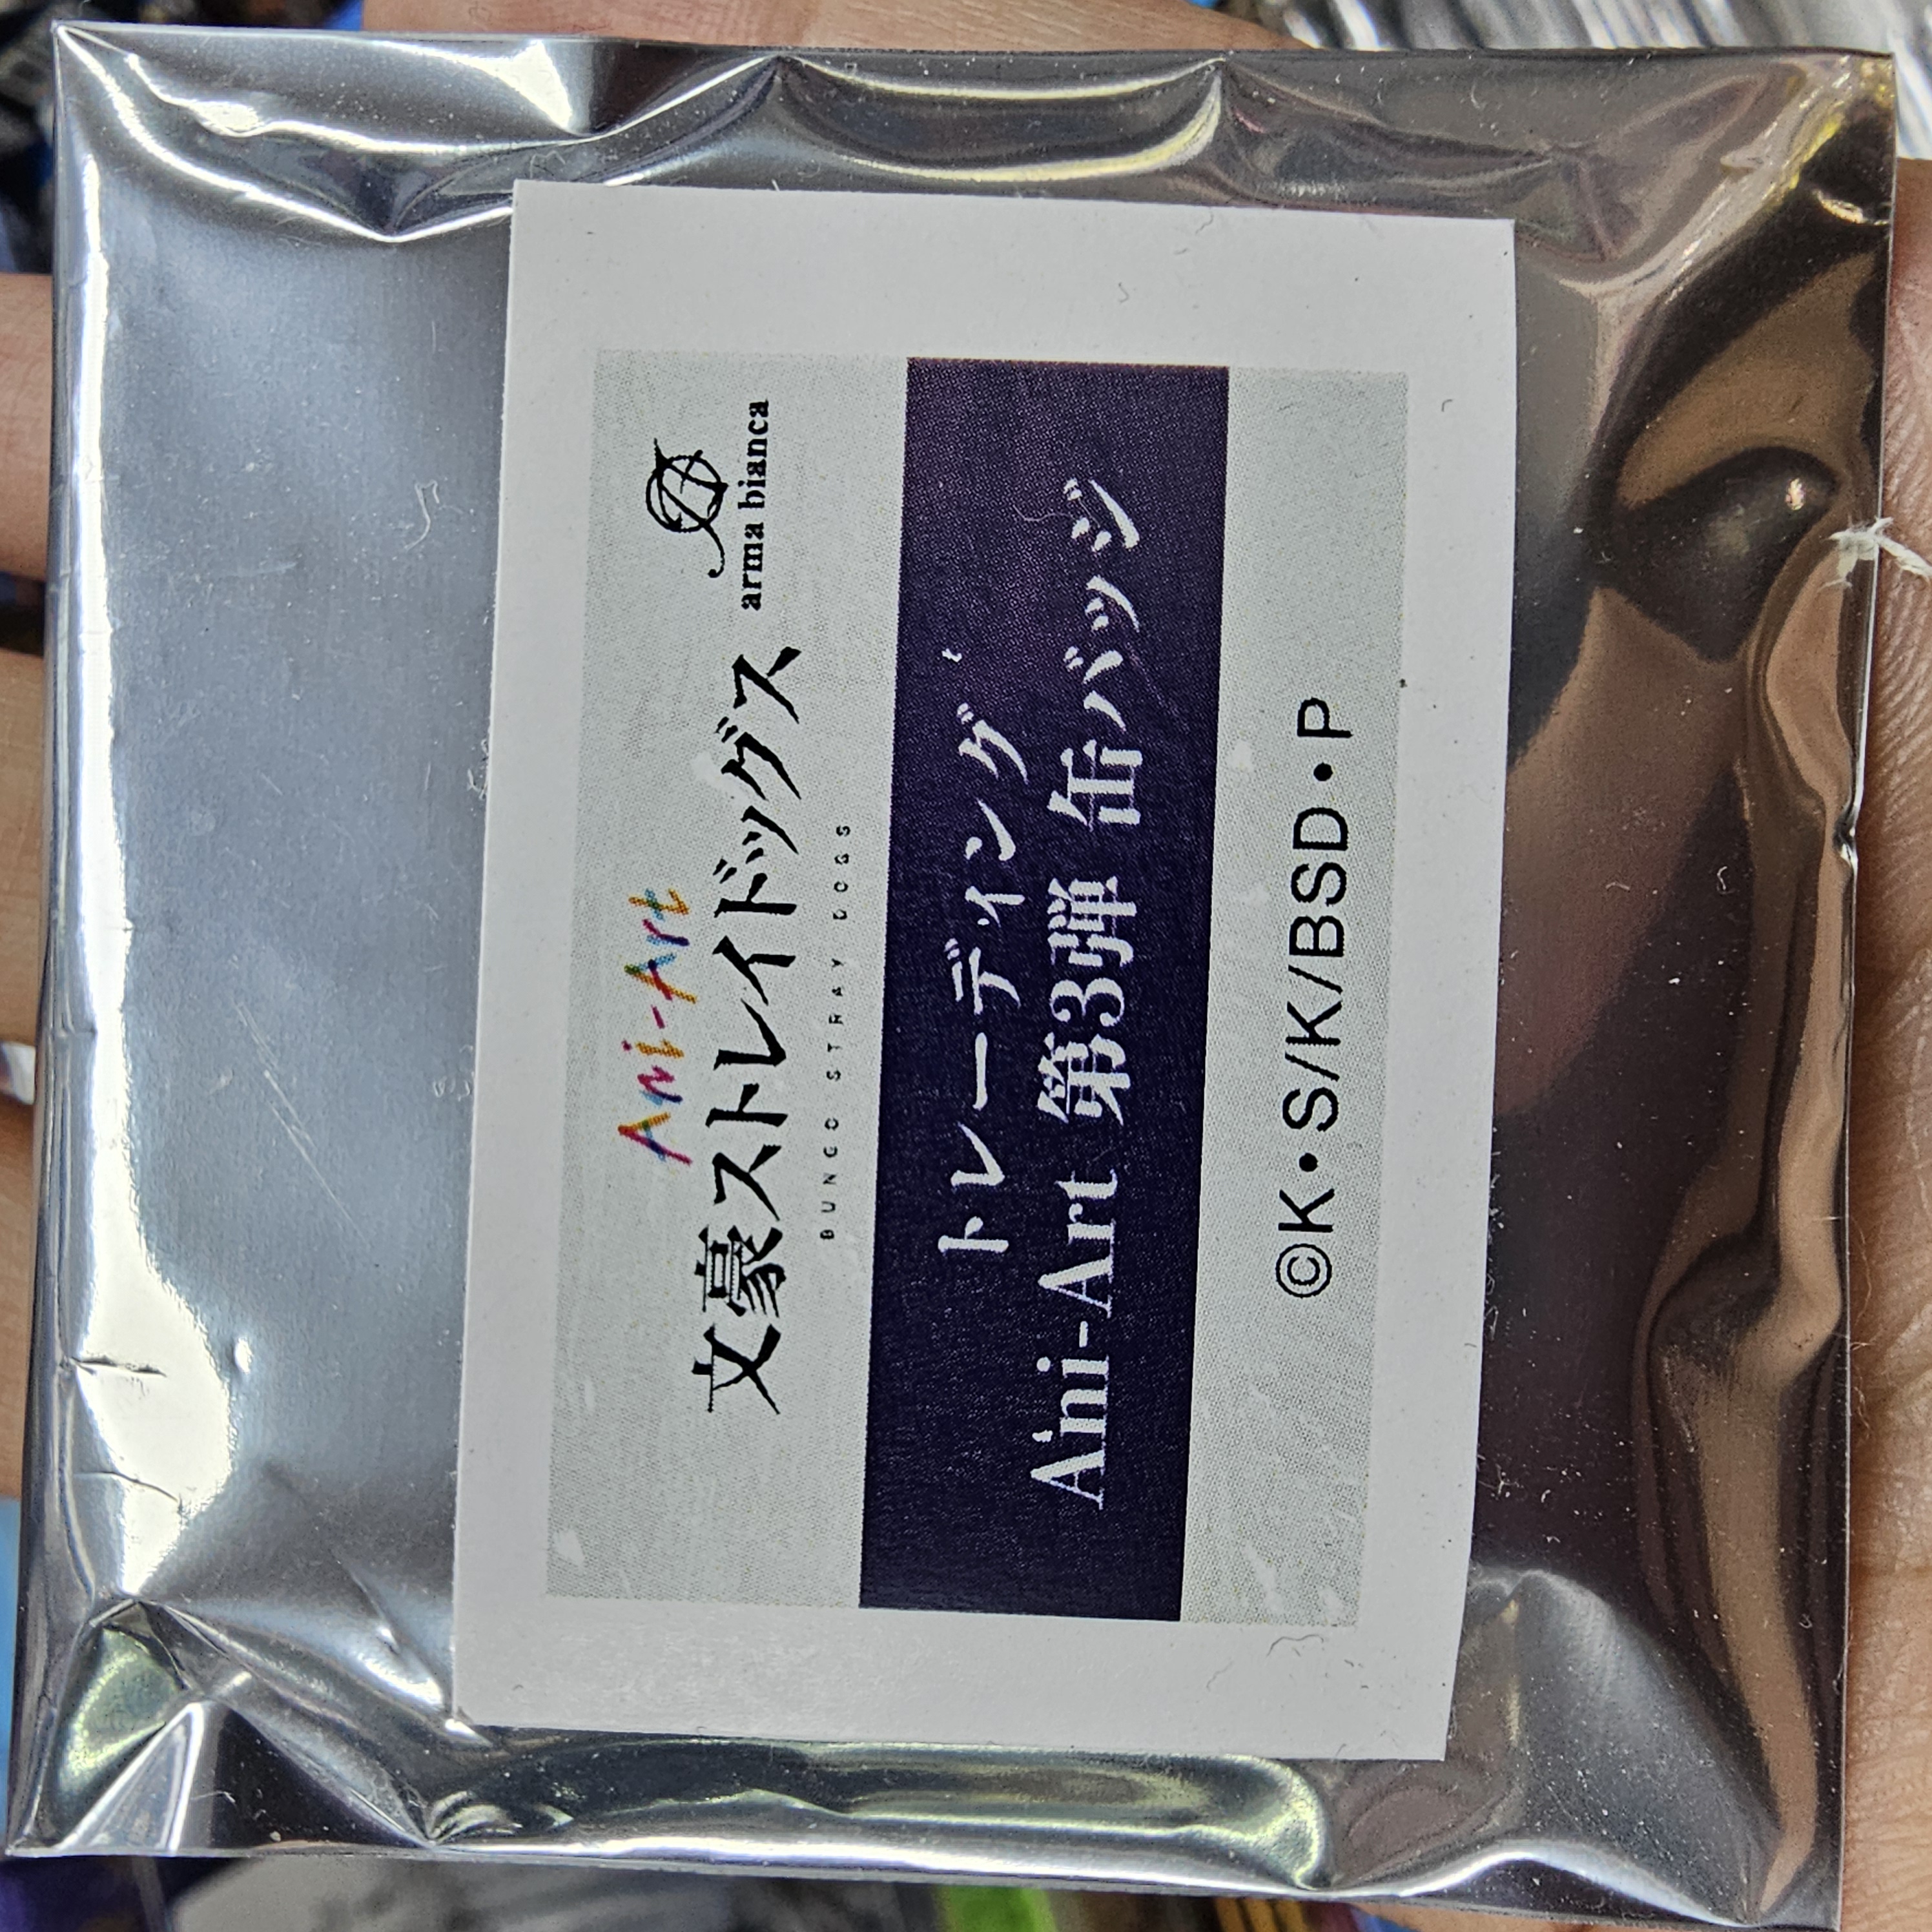 Ani-Art
文豪ストレイドッグス
BUNGO STRAY DOGS
arma bianca
トレーディング
Ani-Art 第3弾 缶バッジ
©K・S/K/BSD・P